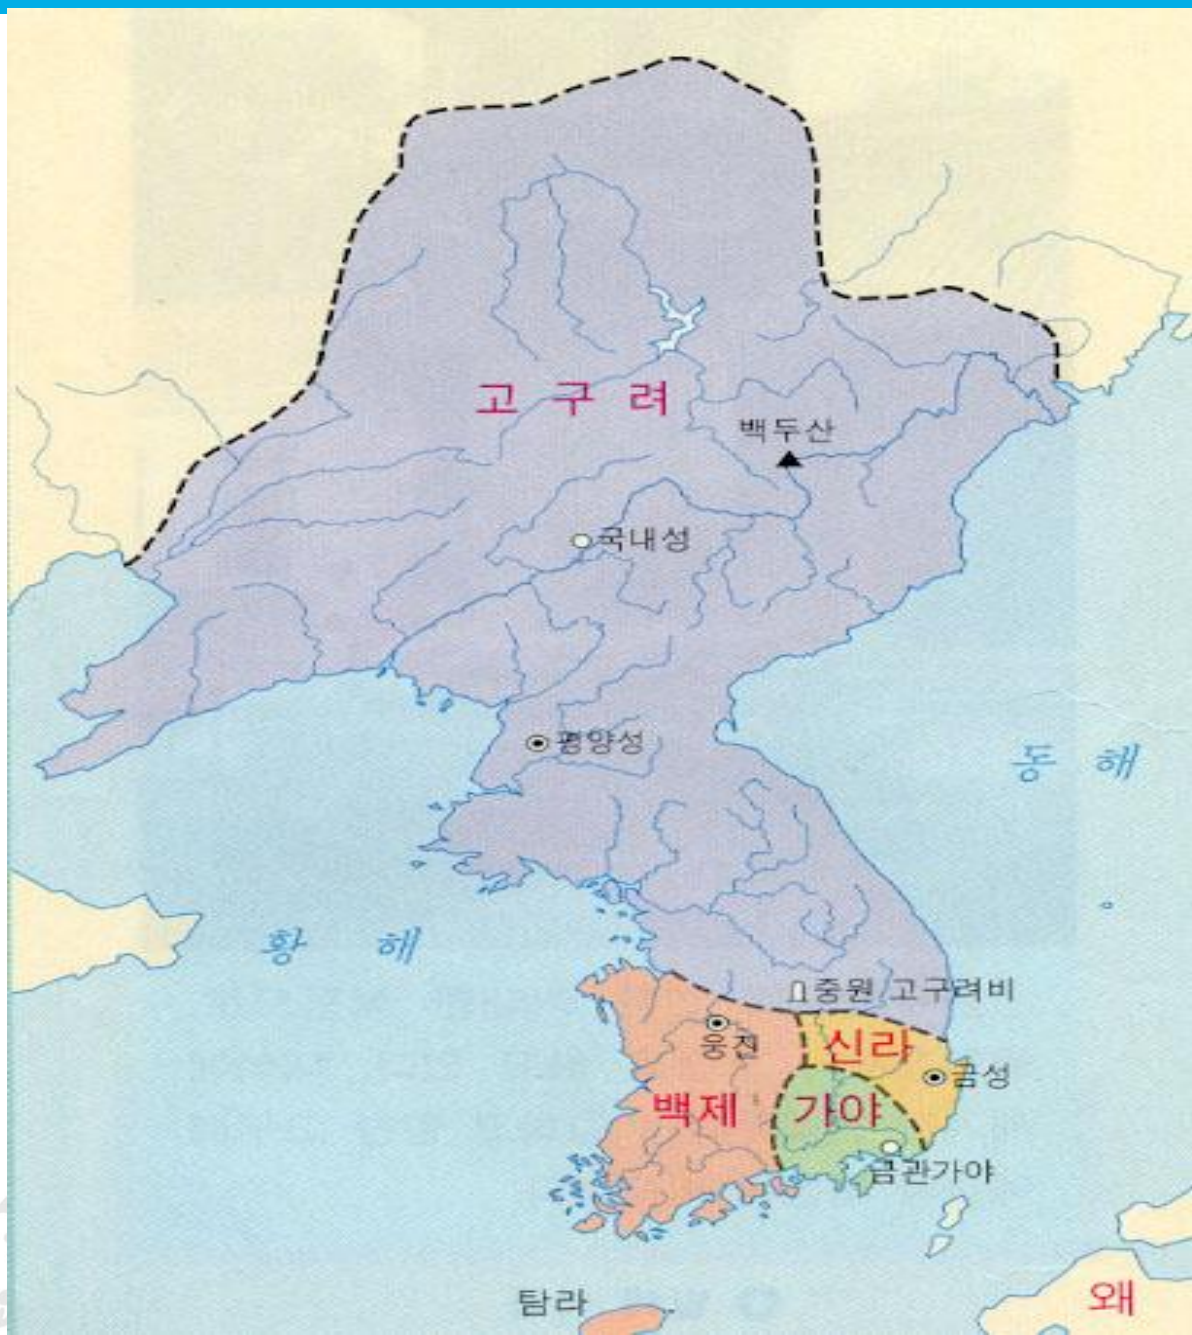 고 구 려
백두산
국내성
평양성
동 해
황 해
중원 고구려비
웅진
신라
금성
백제
가야
금관가야
탐라
왜